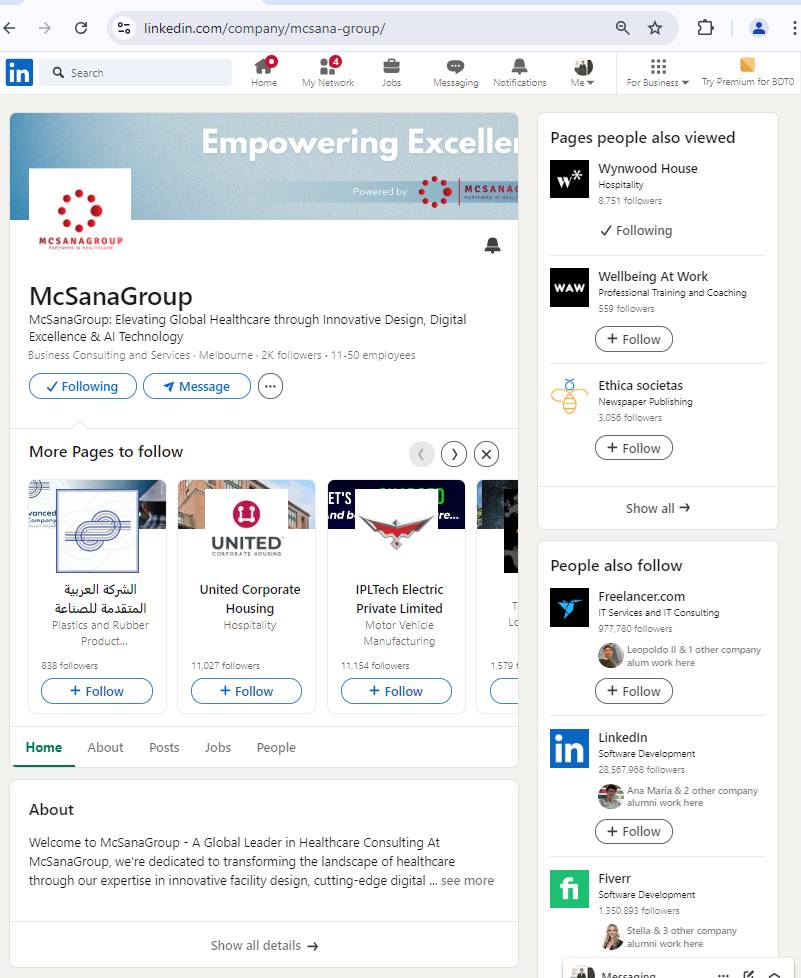 linkedin.com/company/mcsana-group/
in
Search
Home
4
My Network
Jobs
Messaging
Notifications
Me
For Business
Try Premium for BDT0
Empowering Excelle
Powered by
MCSANAG
PARTNERS IN HEALTHC
MCSANAGROUP
PARTNERS IN HEALTHCARE
McSanaGroup
McSanaGroup: Elevating Global Healthcare through Innovative Design, Digital
Excellence & AI Technology
Business Consulting and Services · Melbourne · 2K followers · 11-50 employees
Following
Message
More Pages to follow
vanced
Company
الشركة العربية
المتقدمة للصناعة
Plastics and Rubber
Product...
838 followers
+ Follow
UNITED
CORPORATE HOUSING
United Corporate
Housing
Hospitality
11,027 followers
+ Follow
ET'S
nd b
re...
IPLTech Electric
Private Limited
Motor Vehicle
Manufacturing
11,154 followers
+ Follow
T
Lo
1,579 f
Home
About
Posts
Jobs
People
About
Welcome to McSanaGroup - A Global Leader in Healthcare Consulting At
McSanaGroup, we're dedicated to transforming the landscape of healthcare
through our expertise in innovative facility design, cutting-edge digital ... see more
Show all details →
Pages people also viewed
w*
Wynwood House
Hospitality
8,751 followers
Following
WAW
Wellbeing At Work
Professional Training and Coaching
559 followers
+ Follow
Ethica societas
Newspaper Publishing
3,056 followers
+ Follow
Show all →
People also follow
Freelancer.com
IT Services and IT Consulting
977,780 followers
Leopoldo II & 1 other company
alum work here
+ Follow
in
LinkedIn
Software Development
28,567,968 followers
Ana María & 2 other company
alumni work here
+ Follow
fi
Fiverr
Software Development
1,350,893 followers
Stella & 3 other company
alumni work here
Messaging